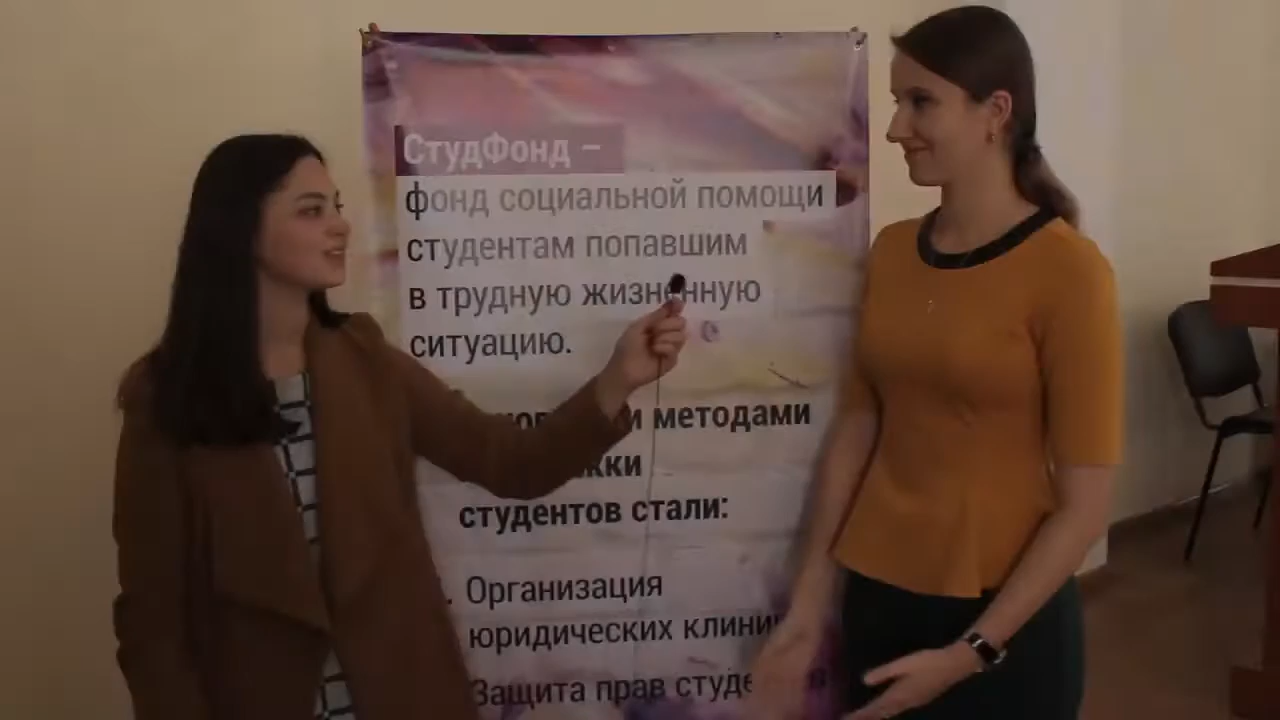 СтудФонд –
фонд социальной помощи
студентам попавшим
в трудную жизненную
ситуацию.
и методами
студентов стали:
Организация
юридических
Защита прав